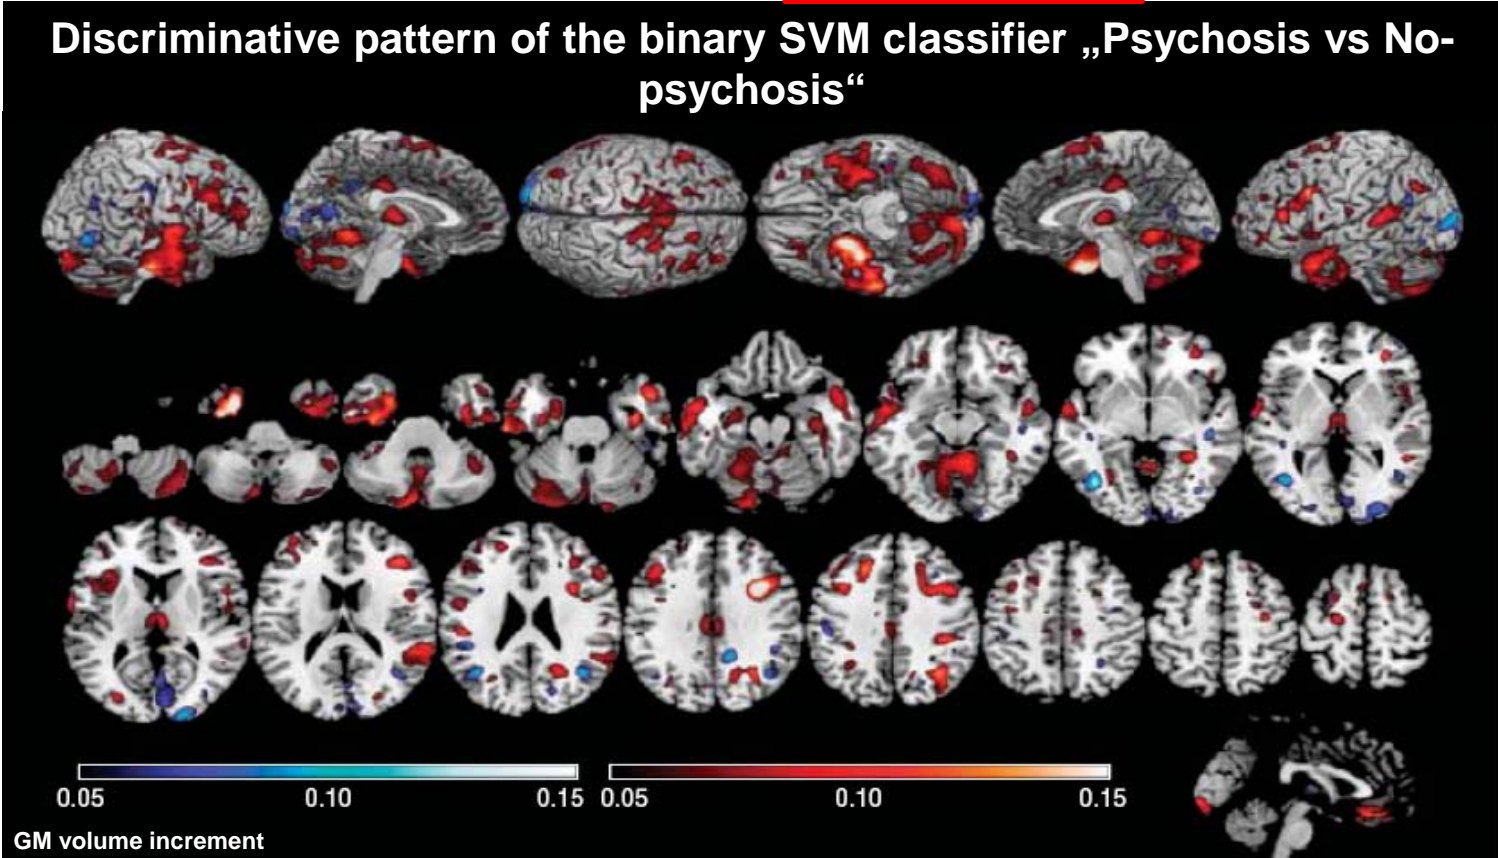 Discriminative pattern of the binary SVM classifier „Psychosis vs No-
psychosis“
0.05 0.10 0.15 0.05 0.10 0.15
GM volume increment